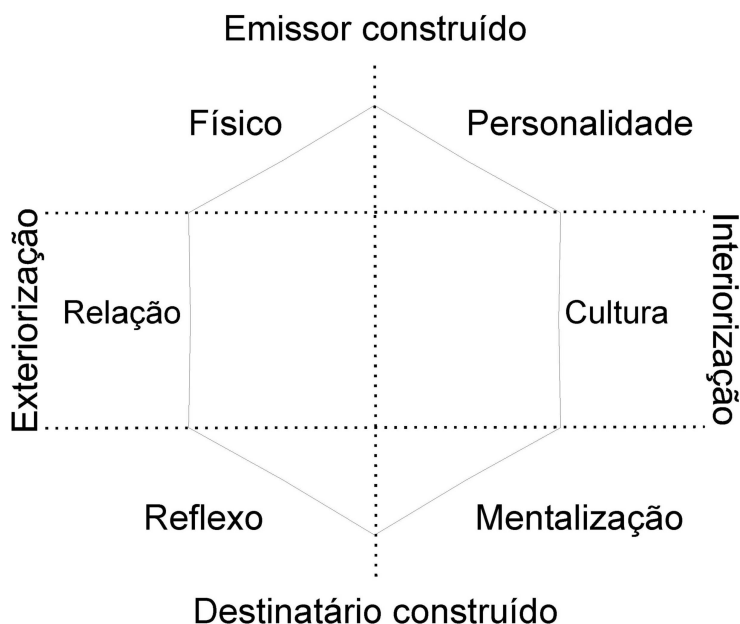 Emissor construído
Físico
Personalidade
Exteriorização
Relação
Cultura
Interiorização
Reflexo
Mentalização
Destinatário construído